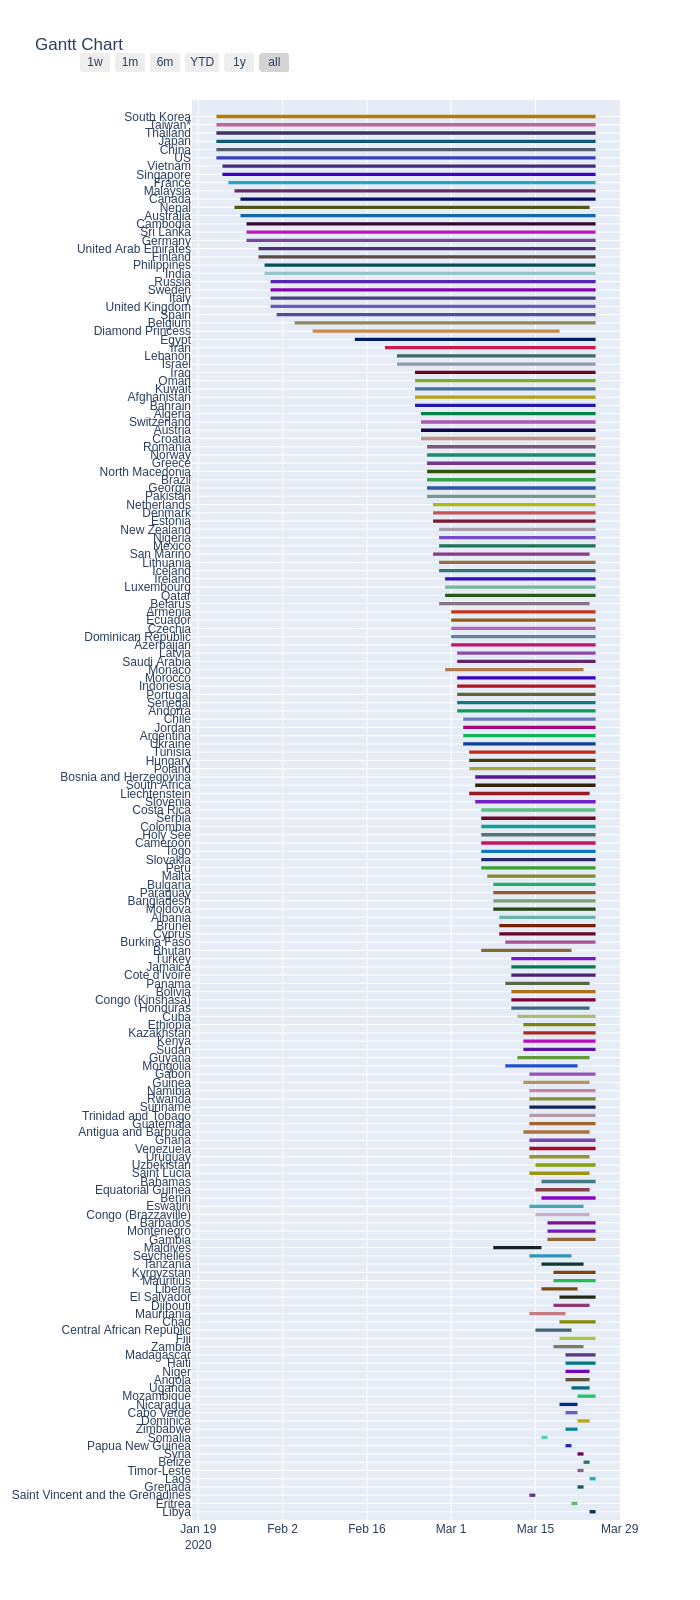 Gantt Chart
1w 1m 6m YTD 1y all
South Korea
Taiwan*
Thailand
Japan
China
US
Vietnam
Singapore
France
Malaysia
Canada
Nepal
Australia
Cambodia
Sri Lanka
Germany
United Arab Emirates
Finland
Philippines
India
Russia
Sweden
Italy
United Kingdom
Spain
Belgium
Diamond Princess
Egypt
Iran
Lebanon
Israel
Iraq
Oman
Kuwait
Afghanistan
Bahrain
Algeria
Switzerland
Austria
Croatia
Romania
Norway
Greece
North Macedonia
Brazil
Georgia
Pakistan
Netherlands
Denmark
Estonia
New Zealand
Nigeria
Mexico
San Marino
Lithuania
Iceland
Ireland
Luxembourg
Qatar
Belarus
Armenia
Ecuador
Czechia
Dominican Republic
Azerbaijan
Latvia
Saudi Arabia
Monaco
Morocco
Indonesia
Portugal
Senegal
Andorra
Chile
Jordan
Argentina
Ukraine
Tunisia
Hungary
Poland
Bosnia and Herzegovina
South Africa
Liechtenstein
Slovenia
Costa Rica
Serbia
Colombia
Holy See
Cameroon
Togo
Slovakia
Peru
Malta
Bulgaria
Paraguay
Bangladesh
Moldova
Albania
Brunei
Cyprus
Burkina Faso
Bhutan
Turkey
Jamaica
Cote d'Ivoire
Panama
Bolivia
Congo (Kinshasa)
Honduras
Cuba
Ethiopia
Kazakhstan
Kenya
Sudan
Guyana
Mongolia
Gabon
Guinea
Namibia
Rwanda
Suriname
Trinidad and Tobago
Guatemala
Antigua and Barbuda
Ghana
Venezuela
Uruguay
Uzbekistan
Saint Lucia
Bahamas
Equatorial Guinea
Benin
Eswatini
Congo (Brazzaville)
Barbados
Montenegro
Gambia
Maldives
Seychelles
Tanzania
Kyrgyzstan
Mauritius
Liberia
El Salvador
Djibouti
Mauritania
Chad
Central African Republic
Fiji
Zambia
Madagascar
Haiti
Niger
Angola
Uganda
Mozambique
Nicaragua
Cabo Verde
Dominica
Zimbabwe
Somalia
Papua New Guinea
Syria
Belize
Timor-Leste
Laos
Grenada
Saint Vincent and the Grenadines
Eritrea
Libya
Jan 19 Feb 2 Feb 16 Mar 1 Mar 15 Mar 29
2020